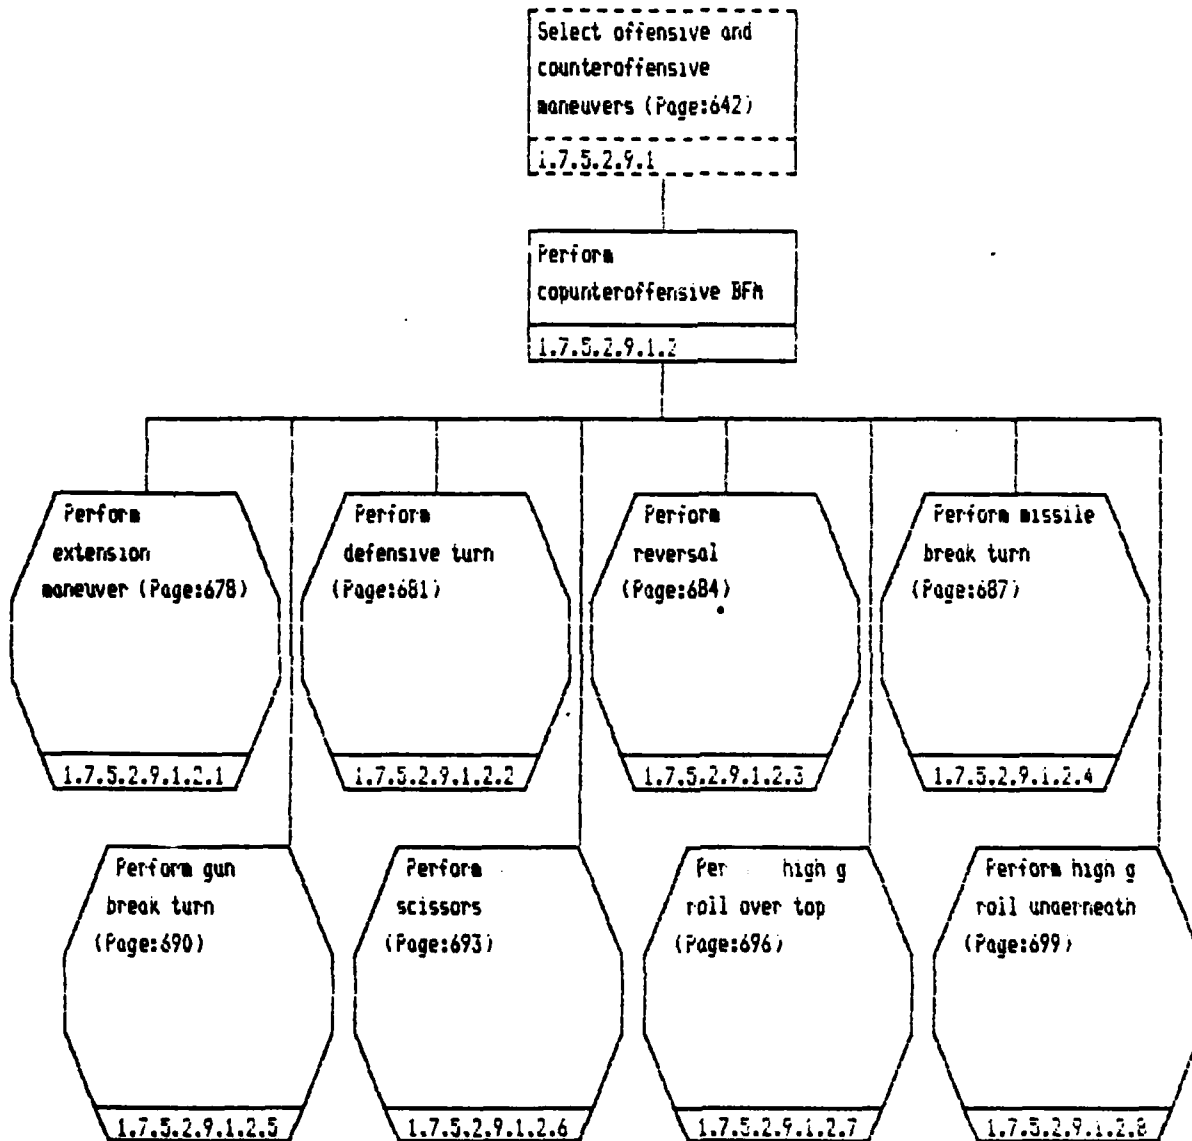 Select offensive and
counteroffensive
maneuvers (Page:642)
1.7.5.2.9.1
Perform
copunteroffensive BFM
1.7.5.2.9.1.2
Perform
extension
maneuver (Page:678)
1.7.5.2.9.1.2.1
Perform
defensive turn
(Page:681)
1.7.5.2.9.1.2.2
Perform
reversal
(Page:684)
1.7.5.2.9.1.2.3
Perform missile
break turn
(Page:687)
1.7.5.2.9.1.2.4
Perform gun
break turn
(Page:690)
1.7.5.2.9.1.2.5
Perform
scissors
(Page:693)
1.7.5.2.9.1.2.6
Per high g
roll over top
(Page:696)
1.7.5.2.9.1.2.7
Perform high g
roll underneath
(Page:699)
1.7.5.2.9.1.2.8